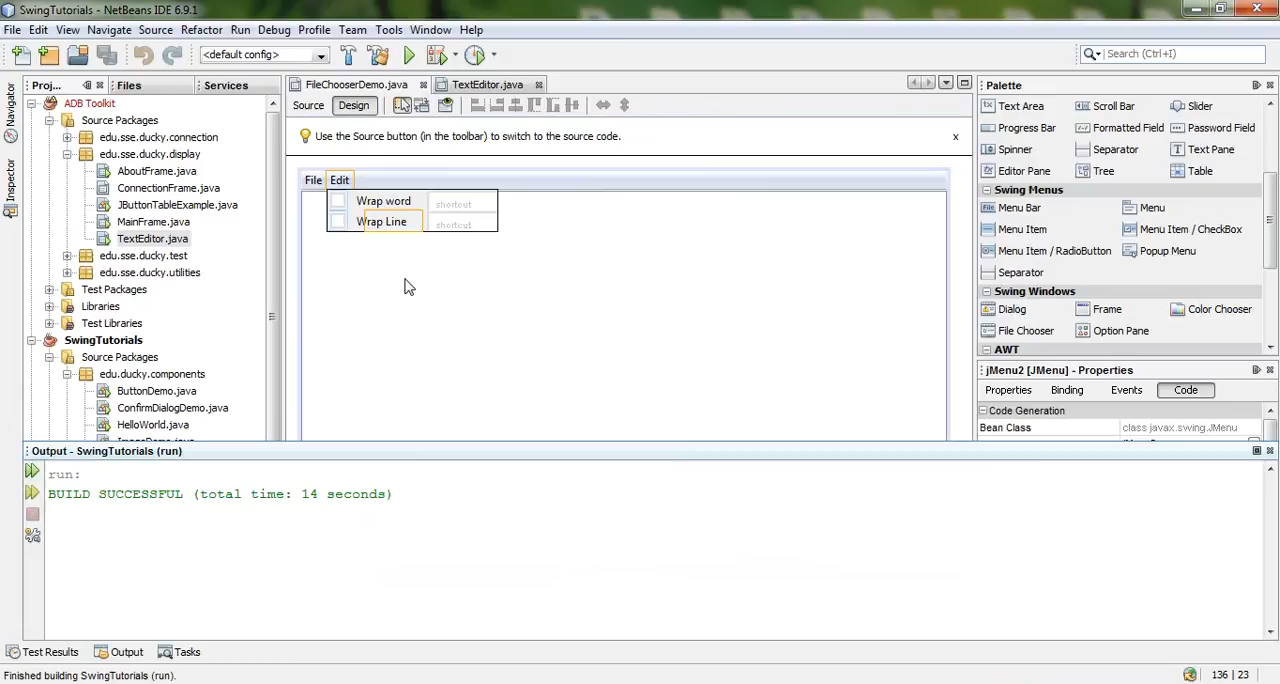 SwingTutorials - NetBeans IDE 6.9.1
File Edit View Navigate Source Refactor Run Debug Profile Team Tools Window Help
<default config>
Search (Ctrl+I)
Proj...
Files
Services
FileChooserDemo.java
TextEditor.java
Palette
Navigator
Inspector
ADB Toolkit
Source Packages
edu.sse.ducky.connection
edu.sse.ducky.display
AboutFrame.java
ConnectionFrame.java
JButtonTableExample.java
MainFrame.java
TextEditor.java
edu.sse.ducky.test
edu.sse.ducky.utilities
Test Packages
Libraries
Test Libraries
SwingTutorials
Source Packages
edu.ducky.components
ButtonDemo.java
ConfirmDialogDemo.java
HelloWorld.java
ImageDemo.java
Source Design
Use the Source button (in the toolbar) to switch to the source code.
x
File Edit
Wrap word shortcut
Wrap Line shortcut
Text Area Scroll Bar Slider
Progress Bar Formatted Field Password Field
Spinner Separator Text Pane
Editor Pane Tree Table
Swing Menus
Menu Bar Menu
Menu Item Menu Item / CheckBox
Menu Item / RadioButton Popup Menu
Separator
Swing Windows
Dialog Frame Color Chooser
File Chooser Option Pane
AWT
jMenu2 [JMenu] - Properties
Properties Binding Events Code
Code Generation
Bean Class class javax.swing.JMenu
Output - SwingTutorials (run)
run:
BUILD SUCCESSFUL (total time: 14 seconds)
Test Results Output Tasks
Finished building SwingTutorials (run).
136 | 23